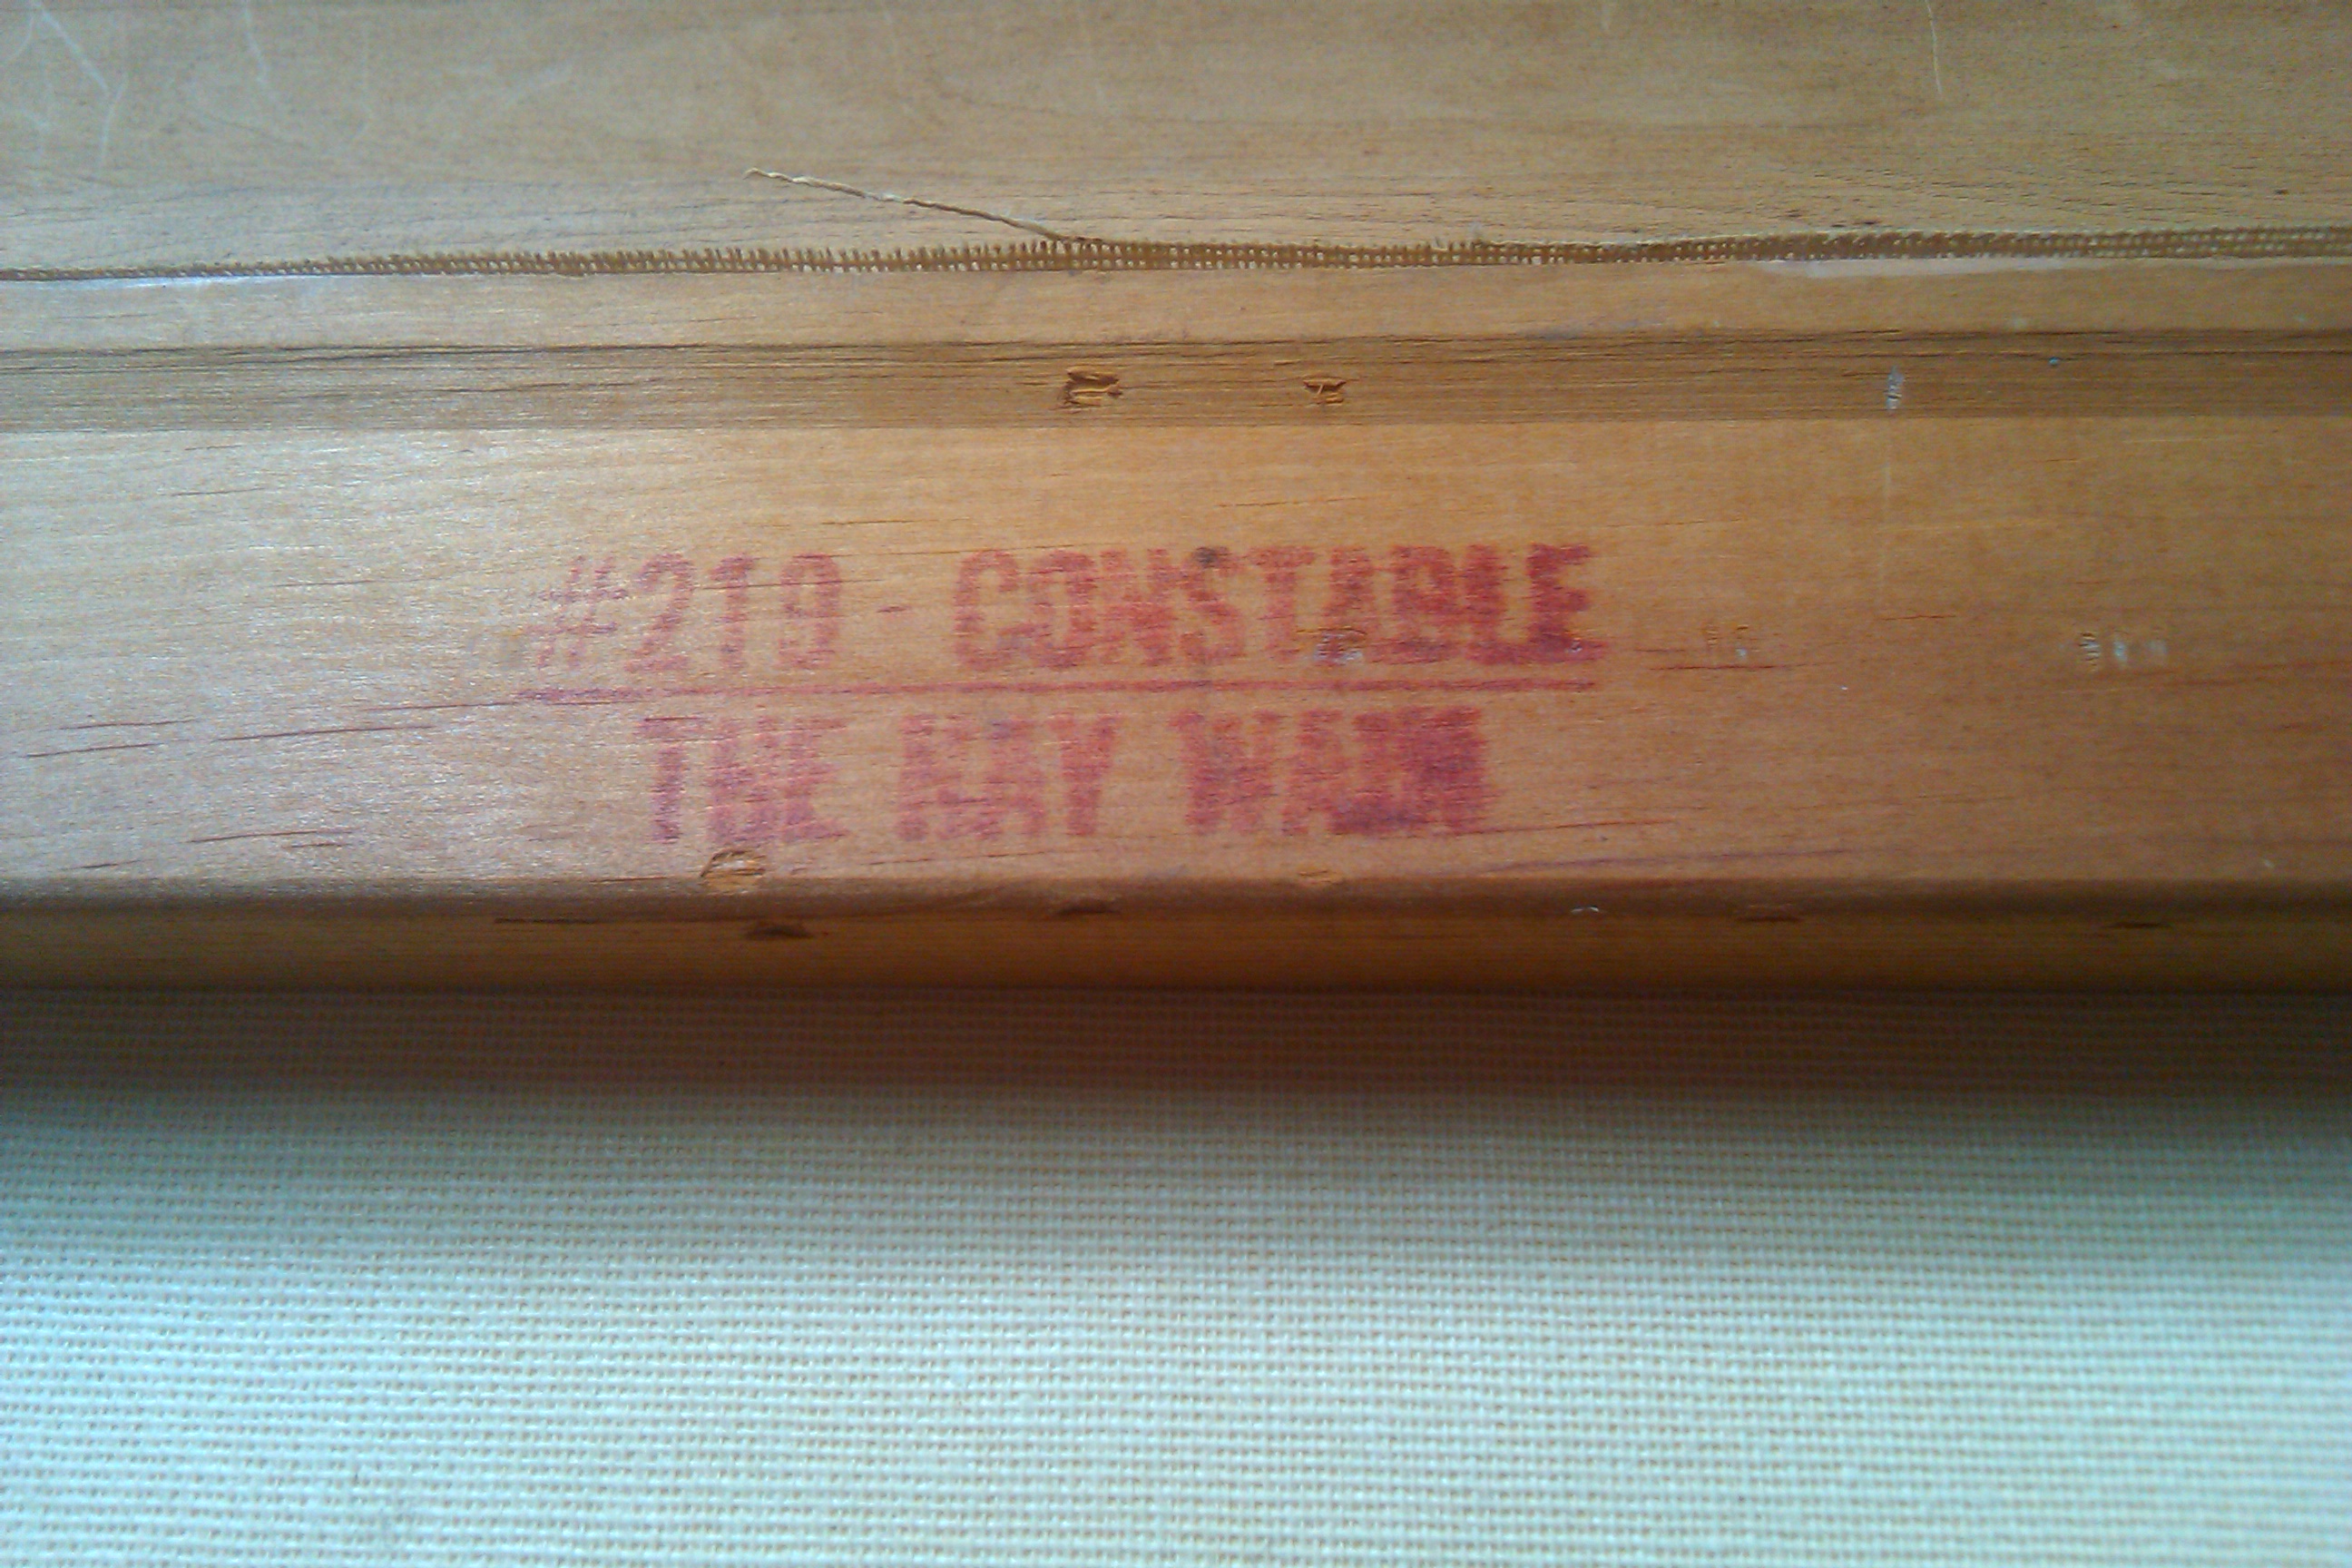 #219 - CONSTABLE
THE HAY WAIN